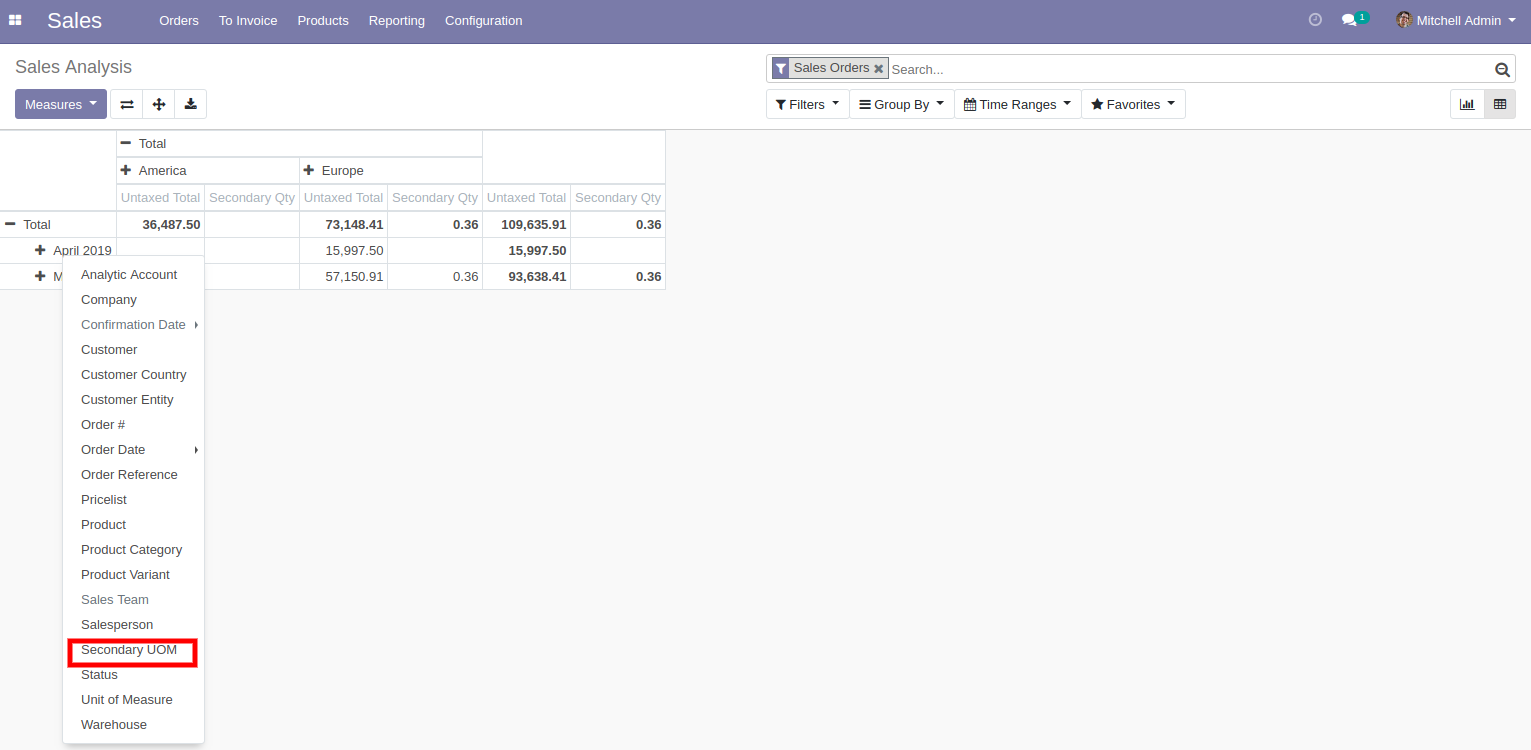 Sales Orders To Invoice Products Reporting Configuration 1 Mitchell Admin
Sales Analysis
Sales Orders Search...
Measures
Filters Group By Time Ranges Favorites
Total
America Europe
Untaxed Total Secondary Qty Untaxed Total Secondary Qty Untaxed Total Secondary Qty
Total 36,487.50 73,148.41 0.36 109,635.91 0.36
April 2019 15,997.50 15,997.50
M 57,150.91 0.36 93,638.41 0.36
Analytic Account
Company
Confirmation Date
Customer
Customer Country
Customer Entity
Order #
Order Date
Order Reference
Pricelist
Product
Product Category
Product Variant
Sales Team
Salesperson
Secondary UOM
Status
Unit of Measure
Warehouse